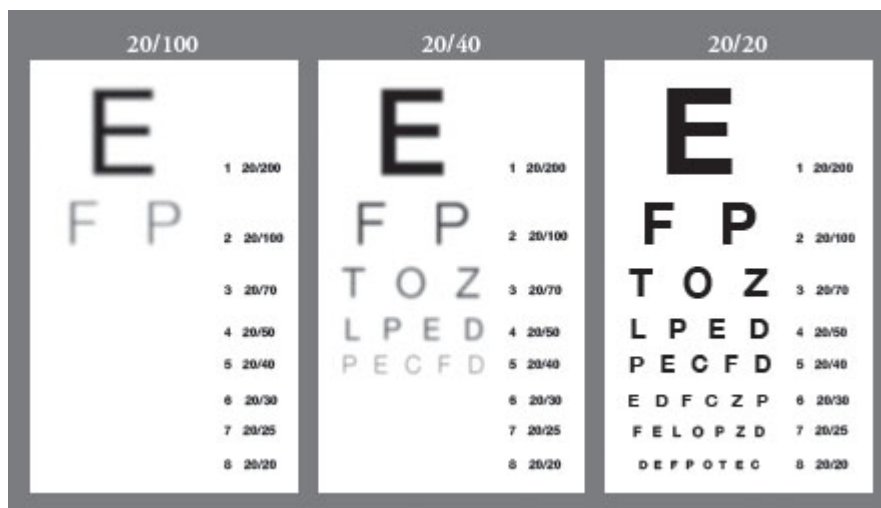 20/100
E
1 20/200
F P
2 20/100
3 20/70
4 20/50
5 20/40
6 20/30
7 20/25
8 20/20
20/40
E
1 20/200
F P
2 20/100
T O Z
3 20/70
L P E D
4 20/50
P E C F D
5 20/40
6 20/30
7 20/25
8 20/20
20/20
E
1 20/200
F P
2 20/100
T O Z
3 20/70
L P E D
4 20/50
P E C F D
5 20/40
E D F C Z P
6 20/30
F E L O P Z D
7 20/25
D E F P O T E C
8 20/20